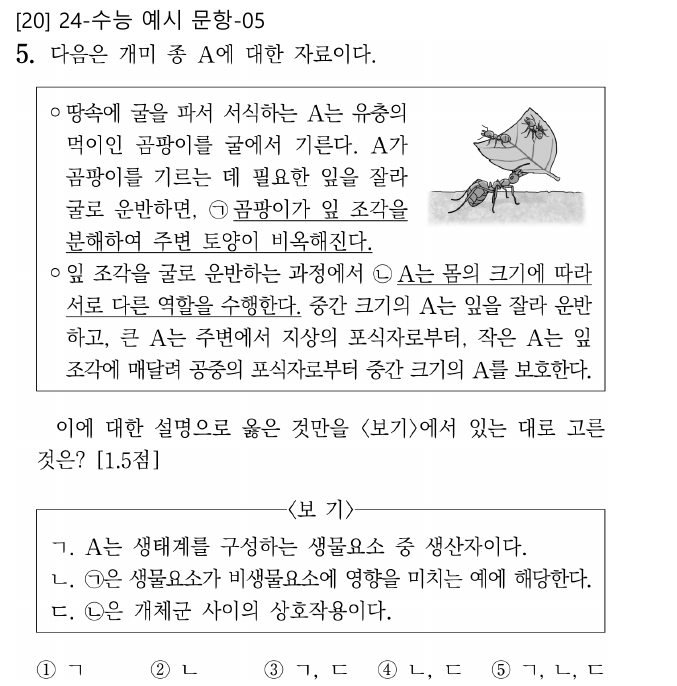 [20] 24-수능 예시 문항-05
5. 다음은 개미 종 A에 대한 자료이다.
○ 땅속에 굴을 파서 서식하는 A는 유충의
먹이인 곰팡이를 굴에서 기른다. A가
곰팡이를 기르는 데 필요한 잎을 잘라
굴로 운반하면, ㉠ 곰팡이가 잎 조각을
분해하여 주변 토양이 비옥해진다.
○ 잎 조각을 굴로 운반하는 과정에서 ㉡ A는 몸의 크기에 따라
서로 다른 역할을 수행한다. 중간 크기의 A는 잎을 잘라 운반
하고, 큰 A는 주변에서 지상의 포식자로부터, 작은 A는 잎
조각에 매달려 공중의 포식자로부터 중간 크기의 A를 보호한다.
이에 대한 설명으로 옳은 것만을 〈보기〉에서 있는 대로 고른
것은? [1.5점]
〈보 기〉
ㄱ. A는 생태계를 구성하는 생물요소 중 생산자이다.
ㄴ. ㉠은 생물요소가 비생물요소에 영향을 미치는 예에 해당한다.
ㄷ. ㉡은 개체군 사이의 상호작용이다.
① ㄱ ② ㄴ ③ ㄱ, ㄷ ④ ㄴ, ㄷ ⑤ ㄱ, ㄴ, ㄷ